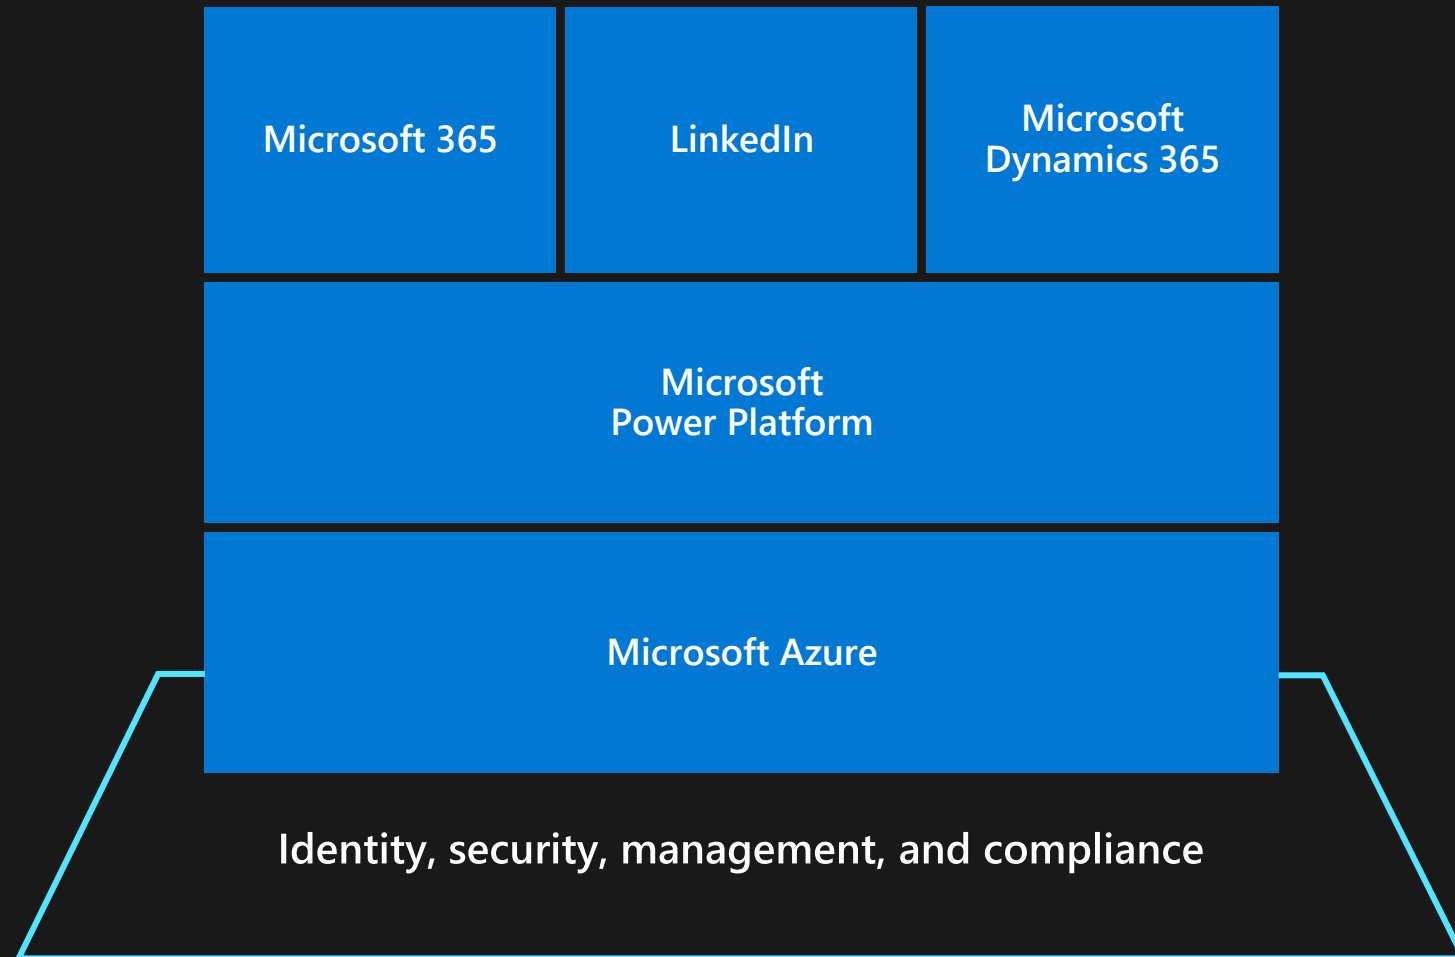 Microsoft 365
LinkedIn
Microsoft
Dynamics 365
Microsoft
Power Platform
Microsoft Azure
Identity, security, management, and compliance